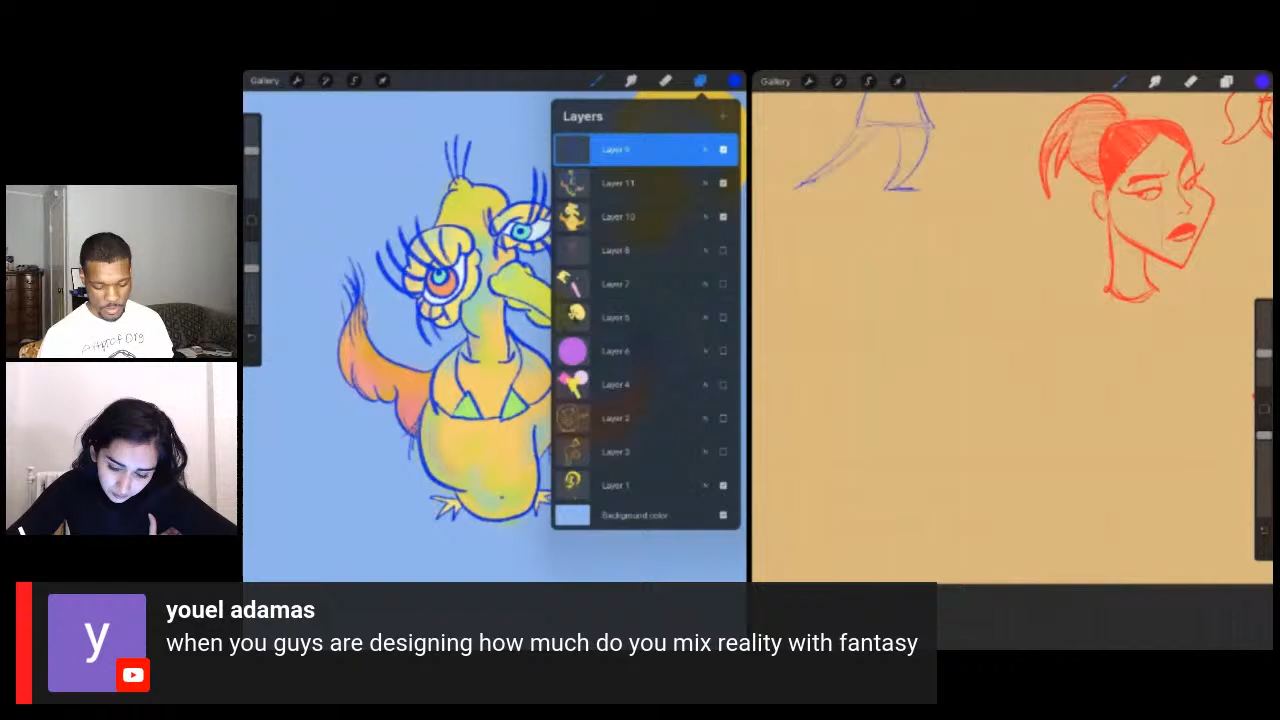 Gallery
Layers
Layer 9 N
Layer 11 N
Layer 10 N
Layer 8 N
Layer 7 N
Layer 5 N
Layer 6 N
Layer 4 N
Layer 2 N
Layer 3 N
Layer 1 N
Background color
Gallery
y
youel adamas
when you guys are designing how much do you mix reality with fantasy